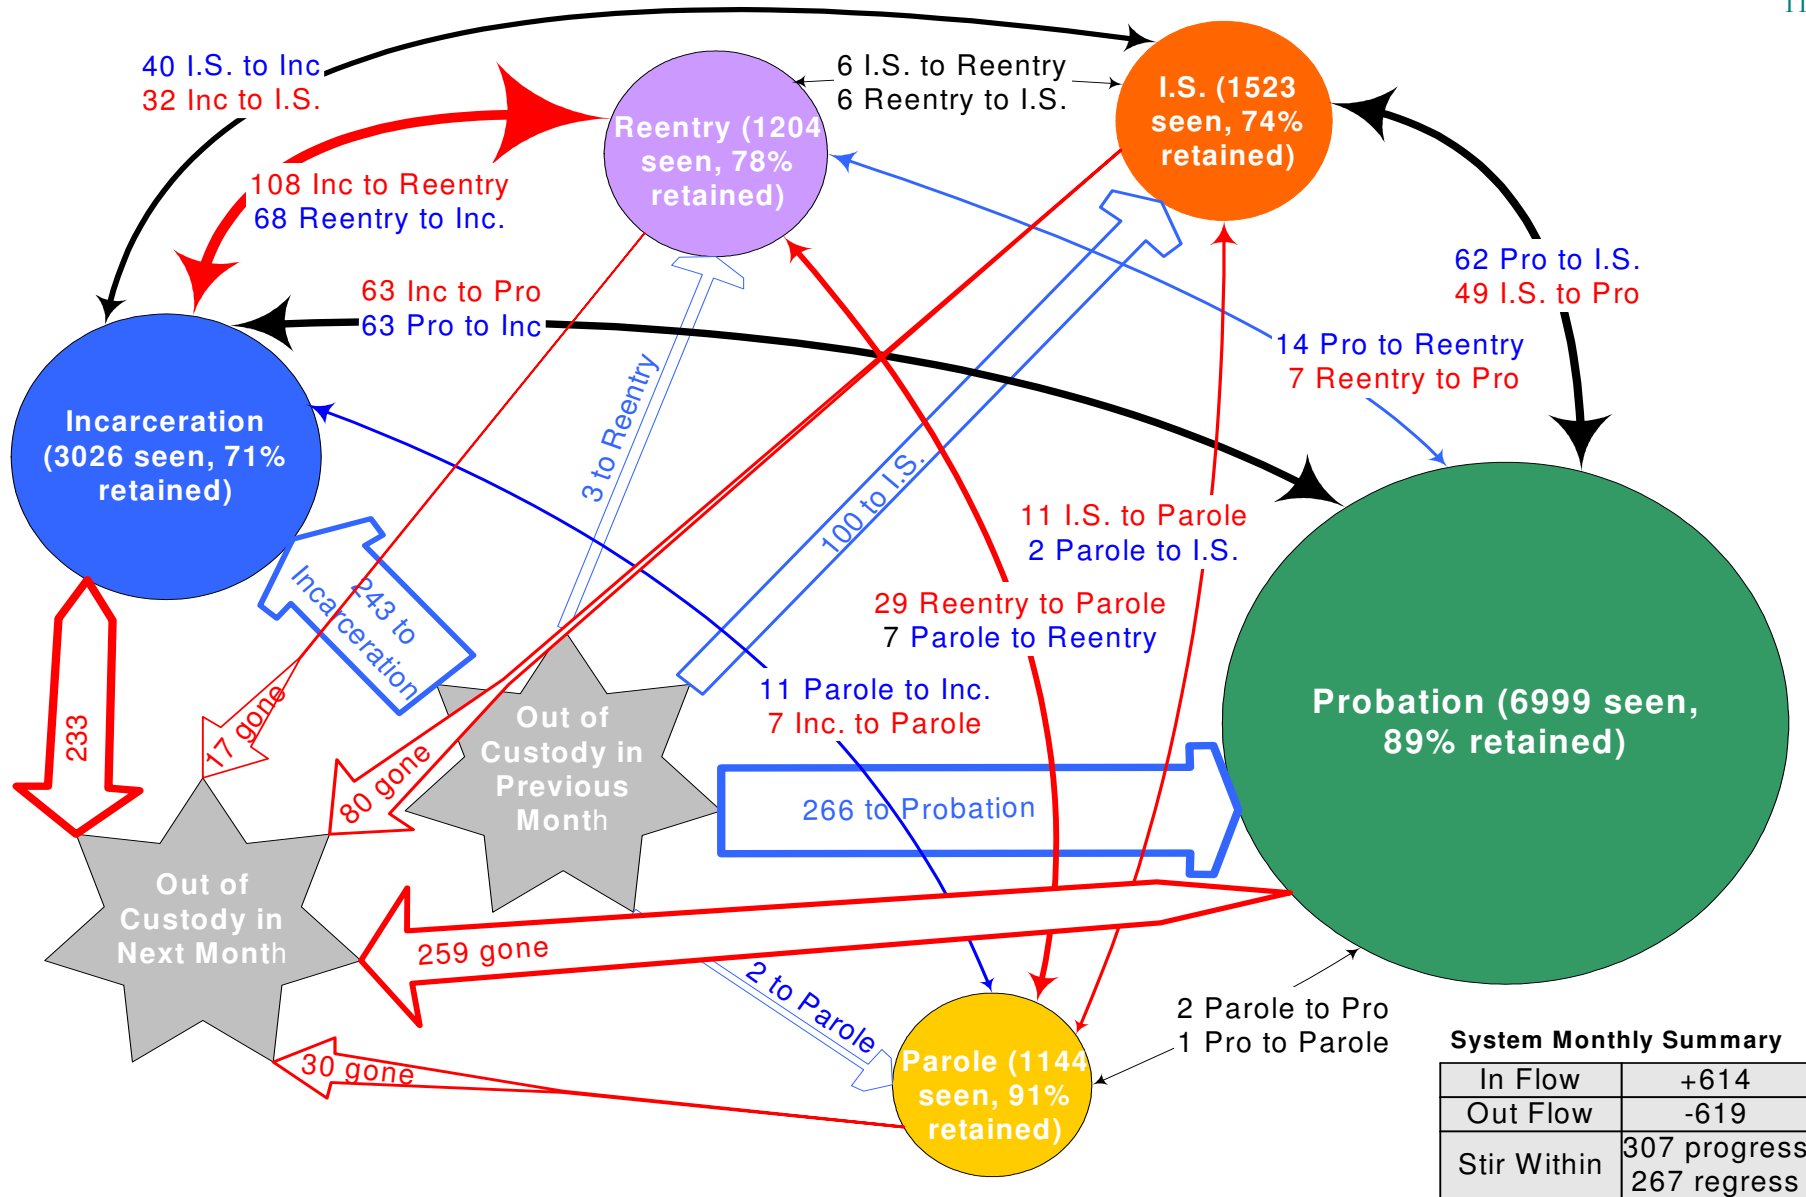 11
40 I.S. to Inc
32 Inc to I.S.
6 I.S. to Reentry
6 Reentry to I.S.
I.S. (1523
seen, 74%
retained)
Reentry (1204
seen, 78%
retained)
108 Inc to Reentry
68 Reentry to Inc.
63 Inc to Pro
63 Pro to Inc
62 Pro to I.S.
49 I.S. to Pro
14 Pro to Reentry
7 Reentry to Pro
Incarceration
(3026 seen, 71%
retained)
3 to Reentry
100 to I.S.
11 I.S. to Parole
2 Parole to I.S.
243 to
Incarceration
29 Reentry to Parole
7 Parole to Reentry
11 Parole to Inc.
7 Inc. to Parole
Probation (6999 seen,
89% retained)
233
17 gone
80 gone
Out of
Custody in
Previous
Month
266 to Probation
Out of
Custody in
Next Month
259 gone
2 to Parole
30 gone
Parole (1144
seen, 91%
retained)
2 Parole to Pro
1 Pro to Parole
System Monthly Summary
In Flow +614
Out Flow -619
Stir Within 307 progress
267 regress